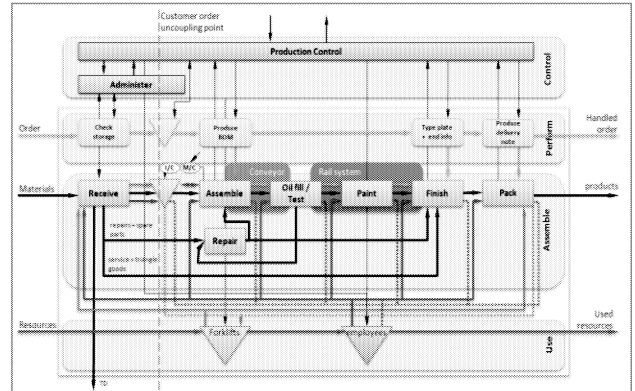 Customer order
uncoupling point
Production Control
Control
Administer
Order
Check
storage
Produce
BOM
Type plate
+ end info
Produce
delivery
note
Handled
order
Perform
I/C
M/C
Conveyor
Rail system
Materials
Receive
Assemble
Oil fill /
Test
Paint
Finish
Pack
products
Assemble
repairs + spare
parts
Repair
service + triangle
goods
Resources
Forklifts
employees
Used
resources
Use
TD